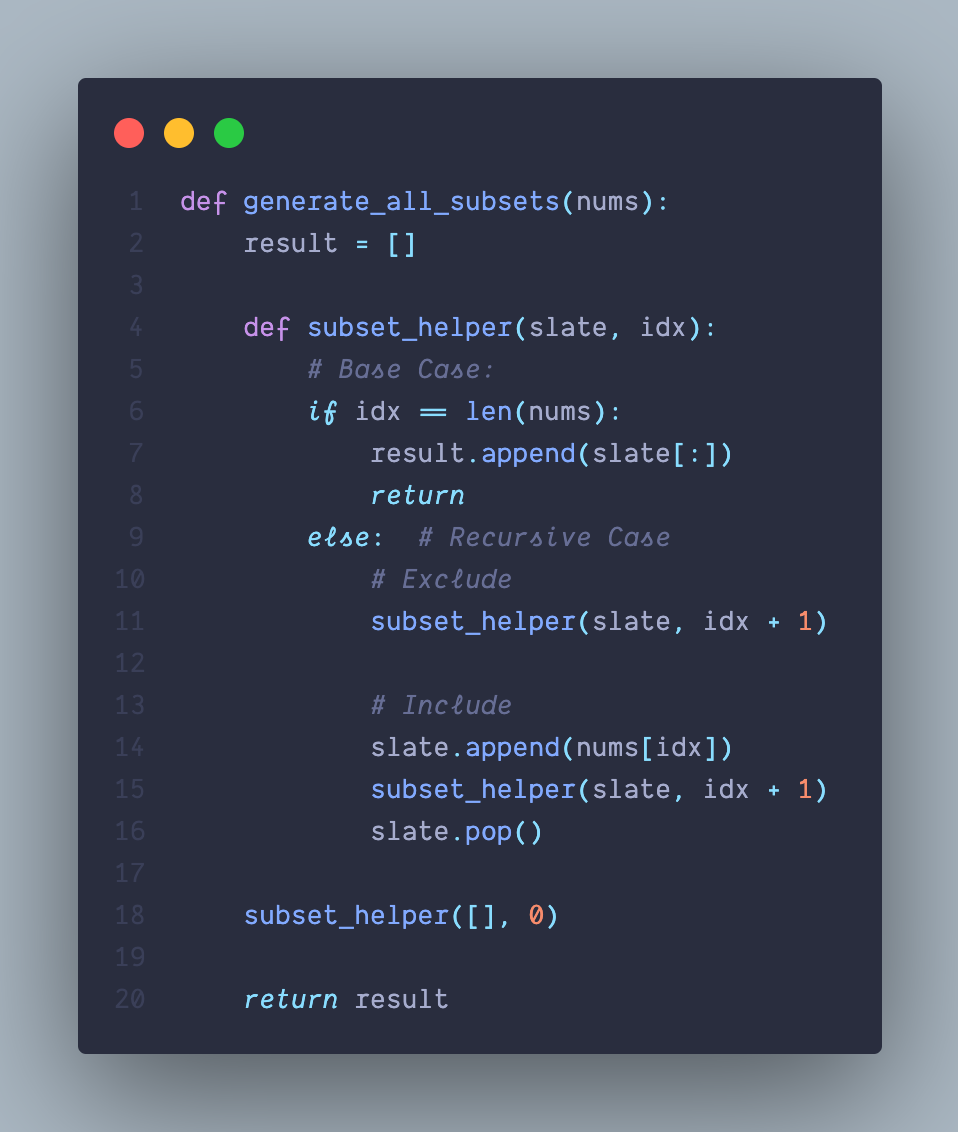 1 def generate_all_subsets(nums):
2     result = []
3
4     def subset_helper(slate, idx):
5         # Base Case:
6         if idx == len(nums):
7             result.append(slate[:])
8             return
9         else:  # Recursive Case
10             # Exclude
11             subset_helper(slate, idx + 1)
12
13             # Include
14             slate.append(nums[idx])
15             subset_helper(slate, idx + 1)
16             slate.pop()
17
18     subset_helper([], 0)
19
20     return result